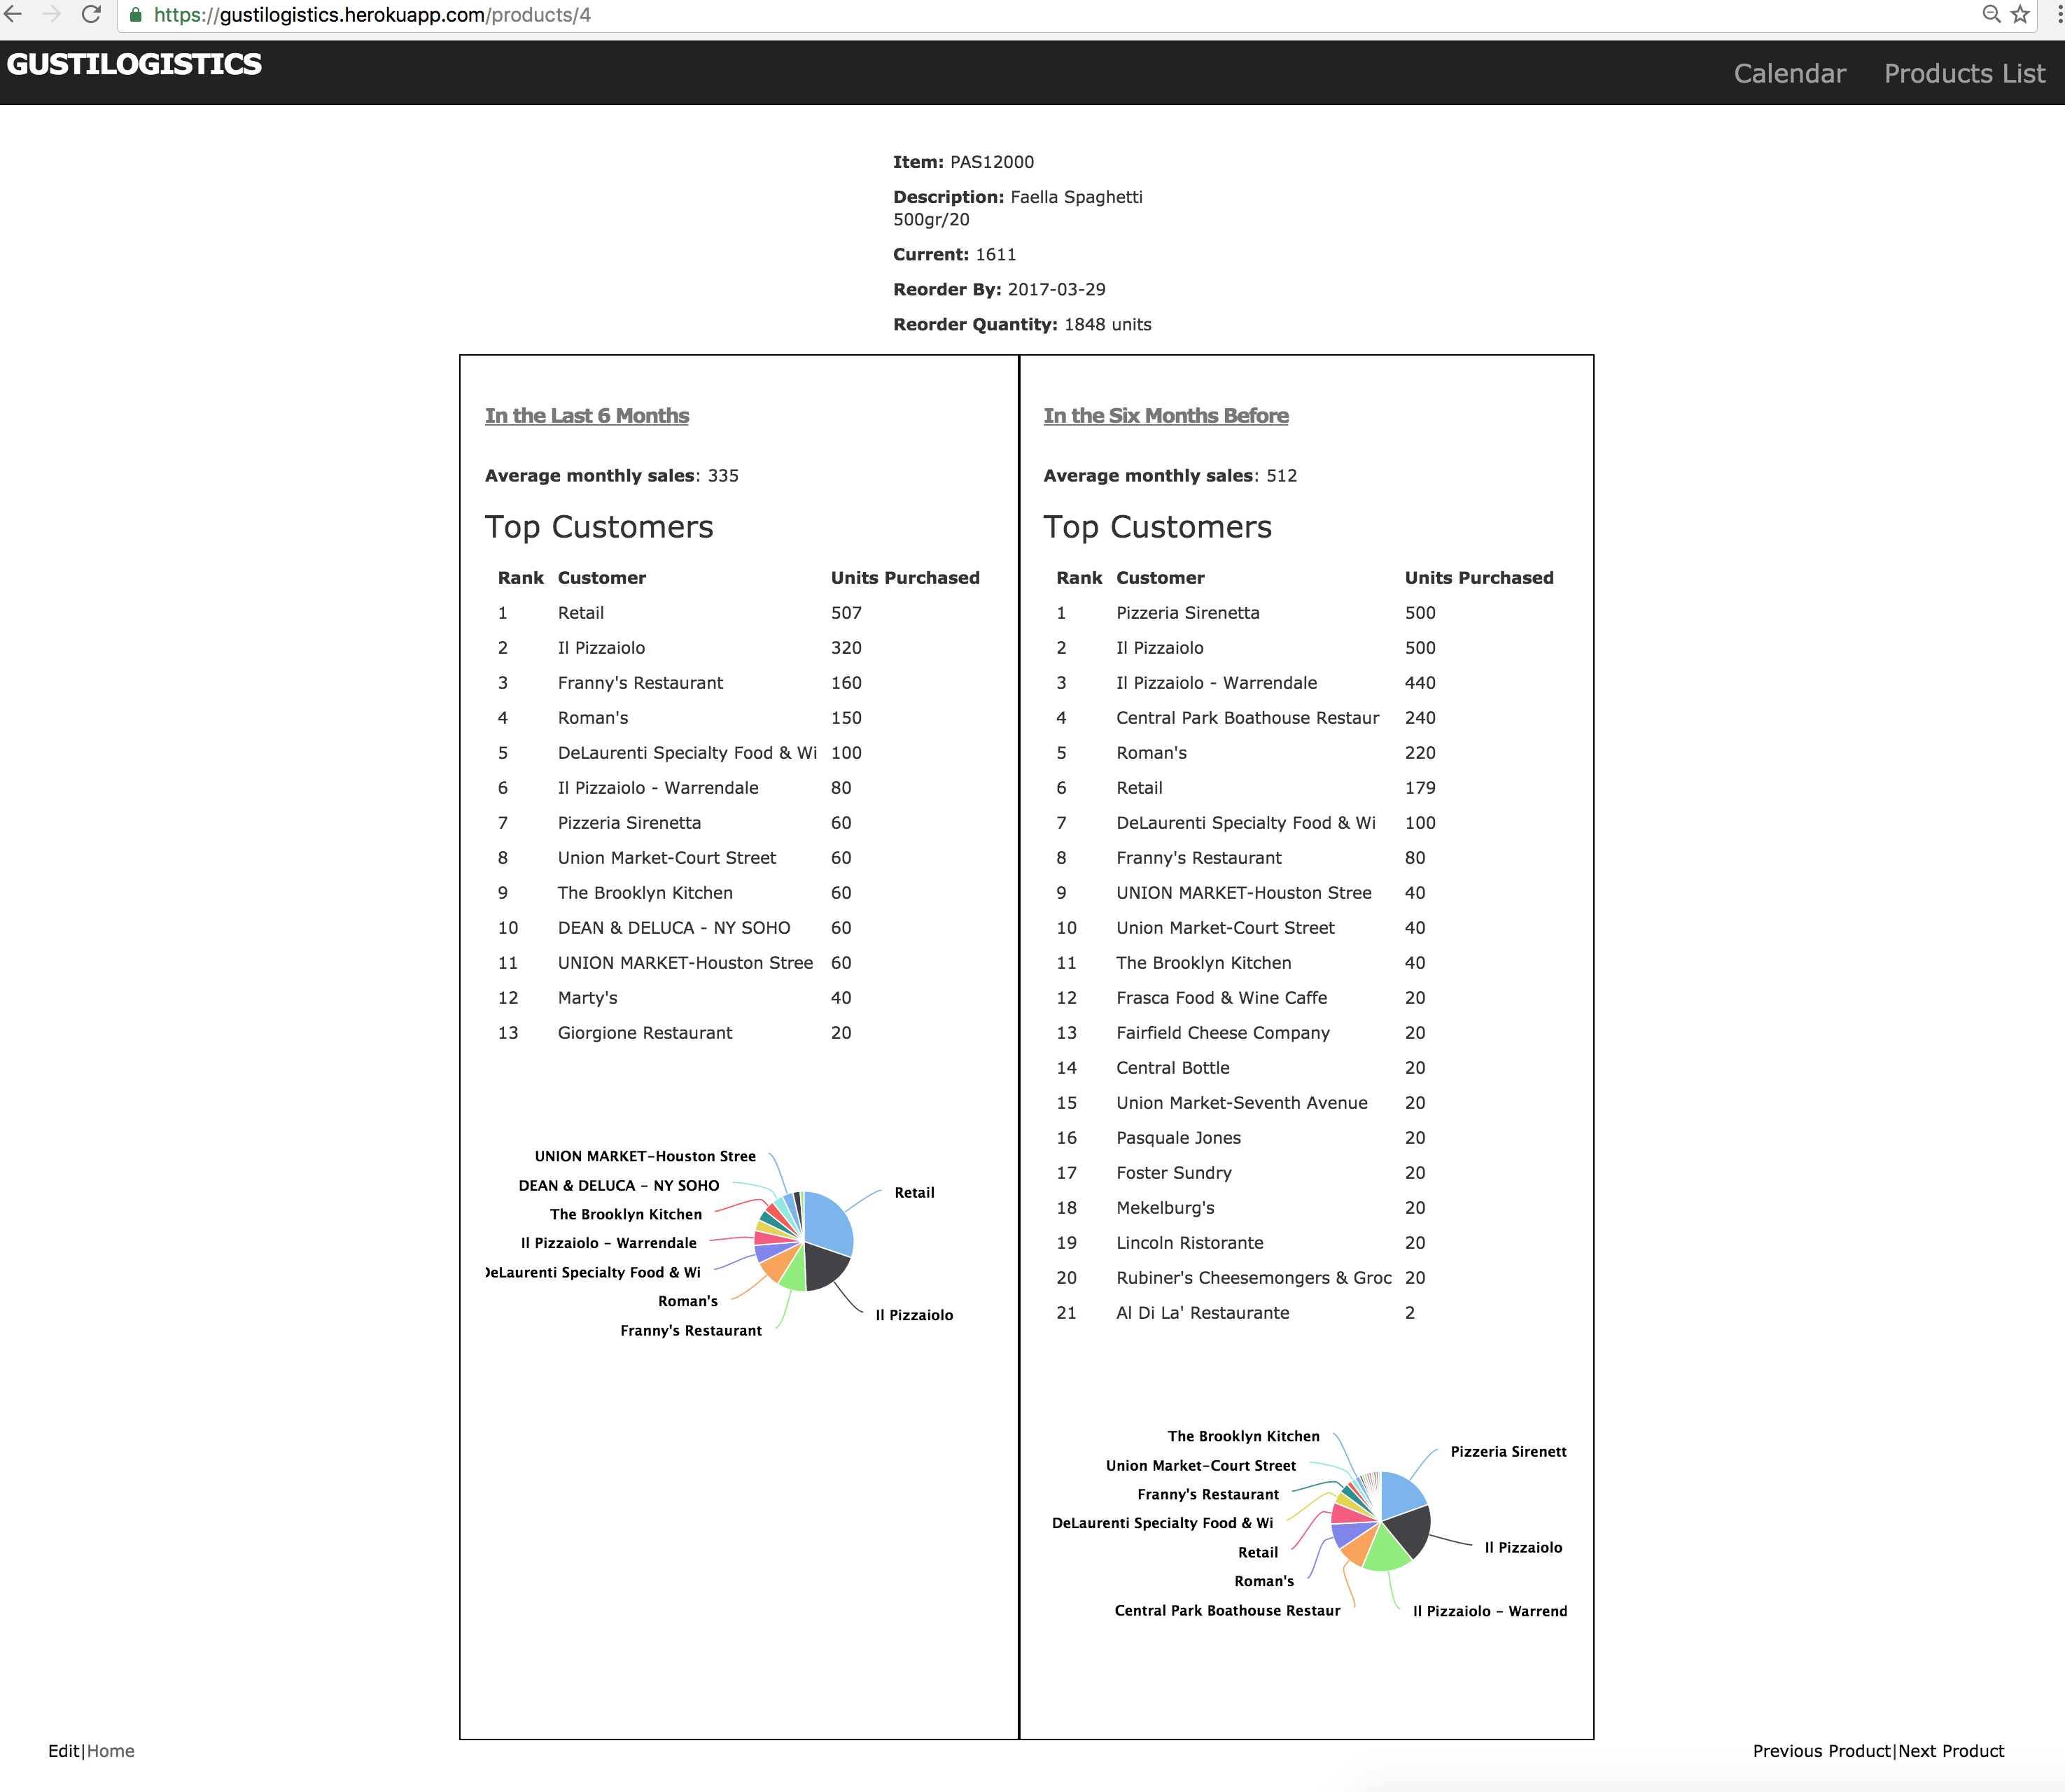 https://gustilogistics.herokuapp.com/products/4
GUSTILOGISTICS
Calendar Products List
Item: PAS12000
Description: Faella Spaghetti
500gr/20
Current: 1611
Reorder By: 2017-03-29
Reorder Quantity: 1848 units
In the Last 6 Months
Average monthly sales: 335
Top Customers
Rank Customer Units Purchased
1 Retail 507
2 Il Pizzaiolo 320
3 Franny's Restaurant 160
4 Roman's 150
5 DeLaurenti Specialty Food & Wi 100
6 Il Pizzaiolo - Warrendale 80
7 Pizzeria Sirenetta 60
8 Union Market-Court Street 60
9 The Brooklyn Kitchen 60
10 DEAN & DELUCA - NY SOHO 60
11 UNION MARKET-Houston Stree 60
12 Marty's 40
13 Giorgione Restaurant 20
UNION MARKET-Houston Stree
DEAN & DELUCA - NY SOHO
The Brooklyn Kitchen
Il Pizzaiolo - Warrendale
DeLaurenti Specialty Food & Wi
Roman's
Franny's Restaurant
Retail
Il Pizzaiolo
In the Six Months Before
Average monthly sales: 512
Top Customers
Rank Customer Units Purchased
1 Pizzeria Sirenetta 500
2 Il Pizzaiolo 500
3 Il Pizzaiolo - Warrendale 440
4 Central Park Boathouse Restaur 240
5 Roman's 220
6 Retail 179
7 DeLaurenti Specialty Food & Wi 100
8 Franny's Restaurant 80
9 UNION MARKET-Houston Stree 40
10 Union Market-Court Street 40
11 The Brooklyn Kitchen 40
12 Frasca Food & Wine Caffe 20
13 Fairfield Cheese Company 20
14 Central Bottle 20
15 Union Market-Seventh Avenue 20
16 Pasquale Jones 20
17 Foster Sundry 20
18 Mekelburg's 20
19 Lincoln Ristorante 20
20 Rubiner's Cheesemongers & Groc 20
21 Al Di La' Restaurante 2
The Brooklyn Kitchen
Union Market-Court Street
Franny's Restaurant
DeLaurenti Specialty Food & Wi
Retail
Roman's
Central Park Boathouse Restaur
Pizzeria Sirenett
Il Pizzaiolo
Il Pizzaiolo - Warrend
Edit|Home
Previous Product|Next Product